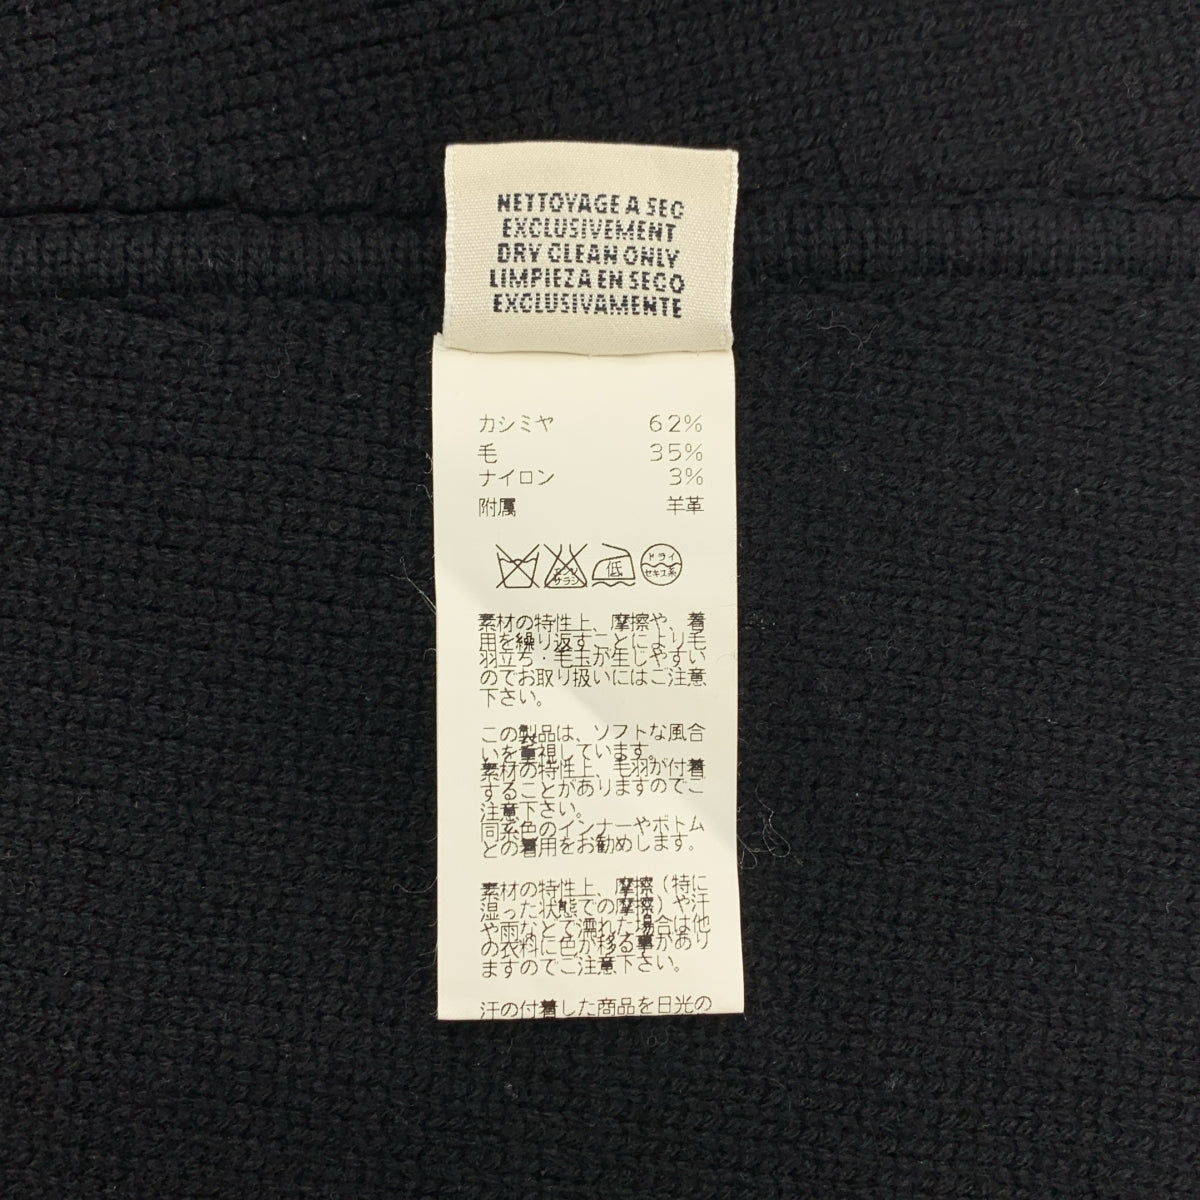 NETTOYAGE A SEC
EXCLUSIVEMENT
DRY CLEAN ONLY
LIMPIEZA EN SECO
EXCLUSIVAMENTE
カシミヤ 62%
毛 35%
ナイロン 3%
附属 羊革
エンソ サラシ 低 ドライ セキユ系
素材の特性上、摩擦や、着
用を繰り返すことにより毛
羽立ち・毛玉が生じやすい
のでお取り扱いにはご注意
下さい。
この製品は、ソフトな風合
いを重視しています。
素材の特性上、毛羽が付着
することがありますのでご
注意下さい。
同系色のインナーやボトム
との着用をお勧めします。
素材の特性上、摩擦(特に
湿った状態での摩擦)や汗
や雨などで濡れた場合は他
の衣料に色が移る事があり
ますのでご注意下さい。
汗の付着した商品を日光の